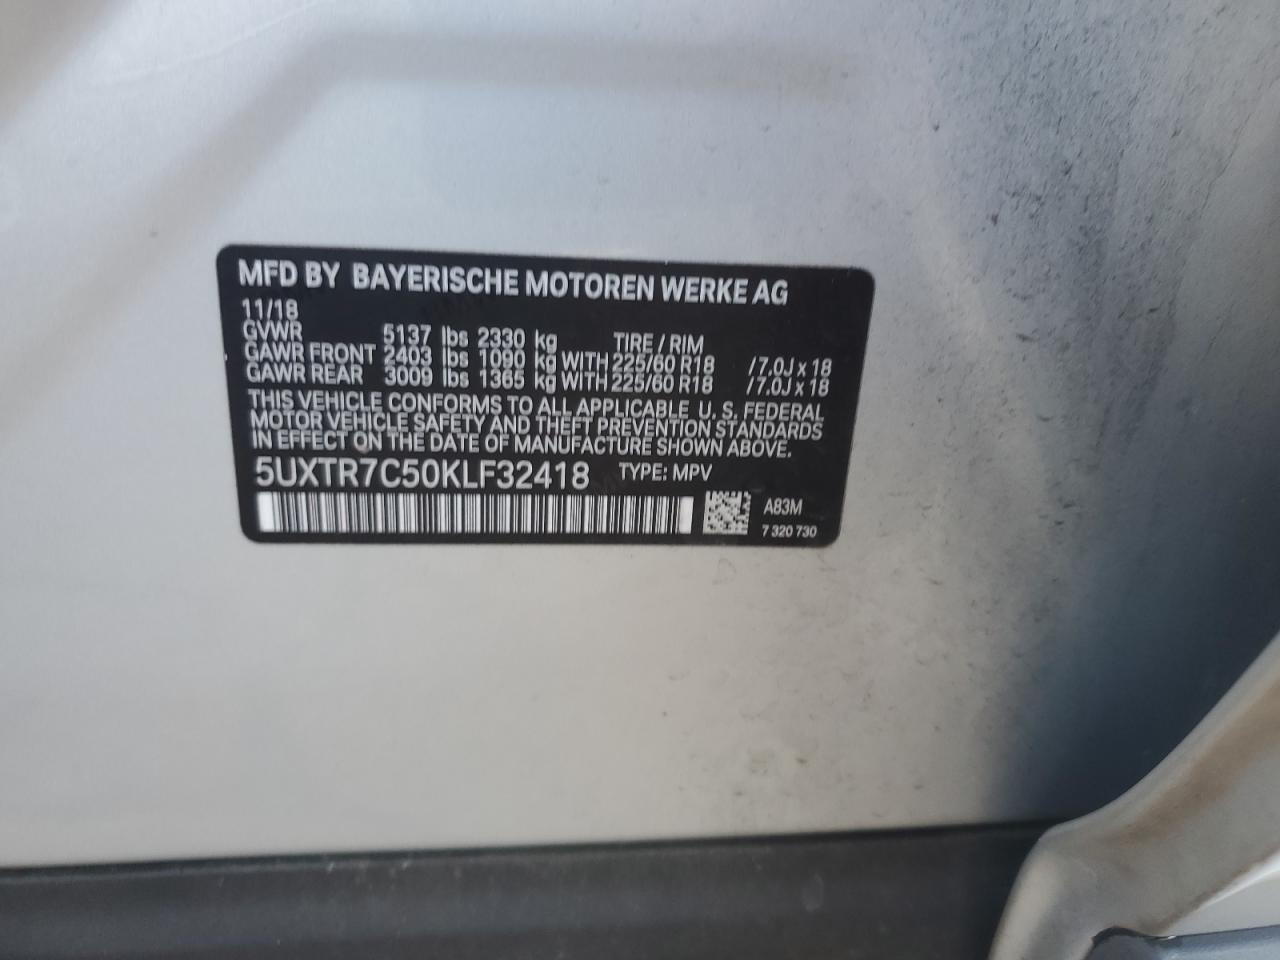 MFD BY BAYERISCHE MOTOREN WERKE AG
11/18
GVWR 5137 lbs 2330 kg TIRE / RIM
GAWR FRONT 2403 lbs 1090 kg WITH 225/60 R18 /7.0J x 18
GAWR REAR 3009 lbs 1365 kg WITH 225/60 R18 /7.0J x 18
THIS VEHICLE CONFORMS TO ALL APPLICABLE U. S. FEDERAL
MOTOR VEHICLE SAFETY AND THEFT PREVENTION STANDARDS
IN EFFECT ON THE DATE OF MANUFACTURE SHOWN ABOVE.
5UXTR7C50KLF32418 TYPE: MPV
A83M
7 320 730